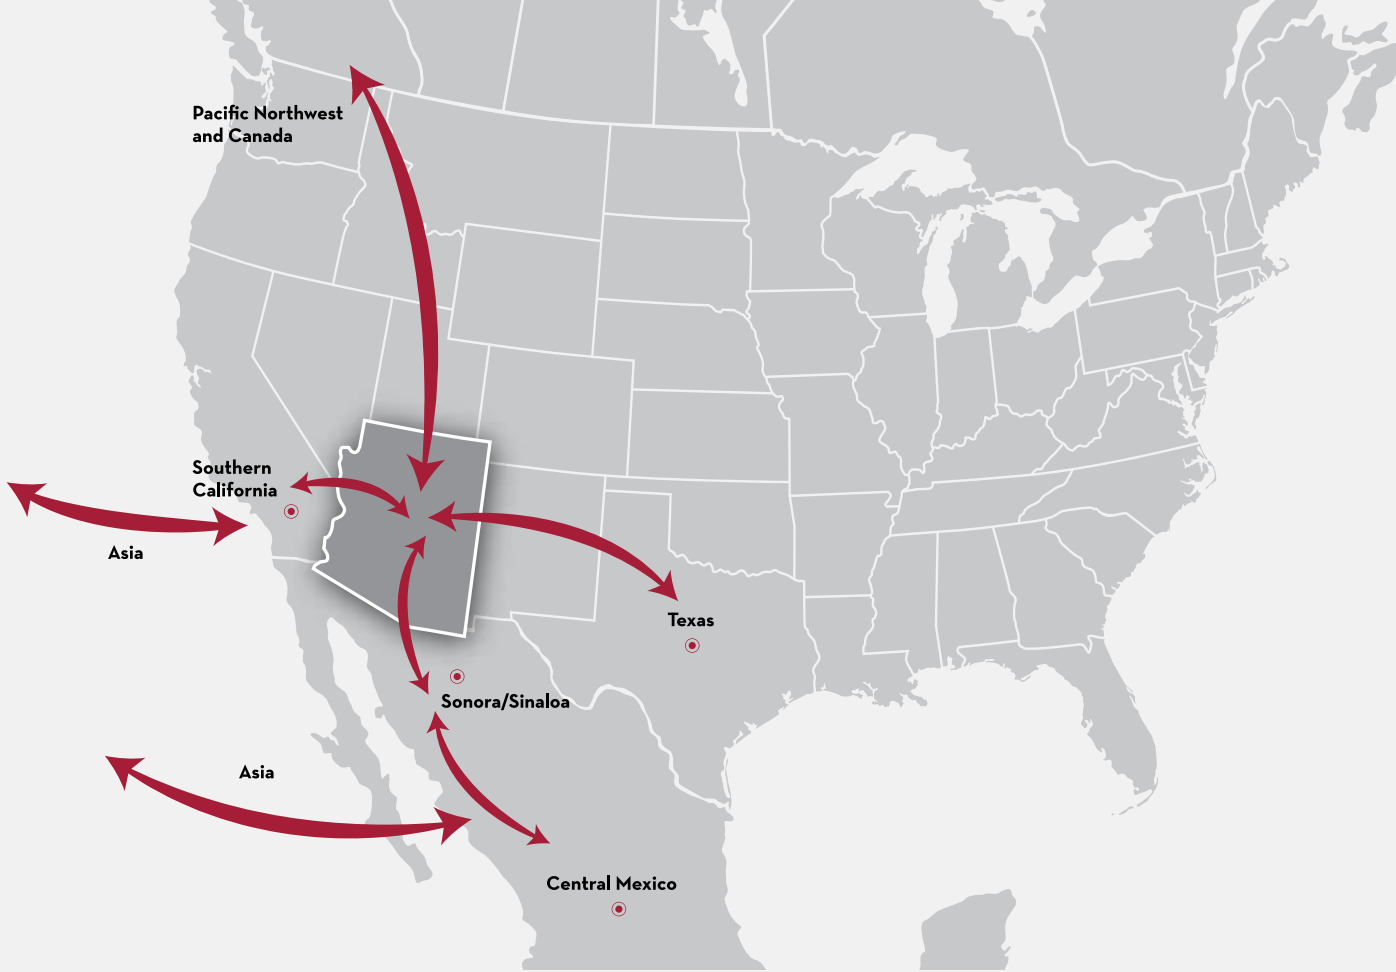 Pacific Northwest
and Canada
Southern
California
Asia
Texas
Sonora/Sinaloa
Asia
Central Mexico